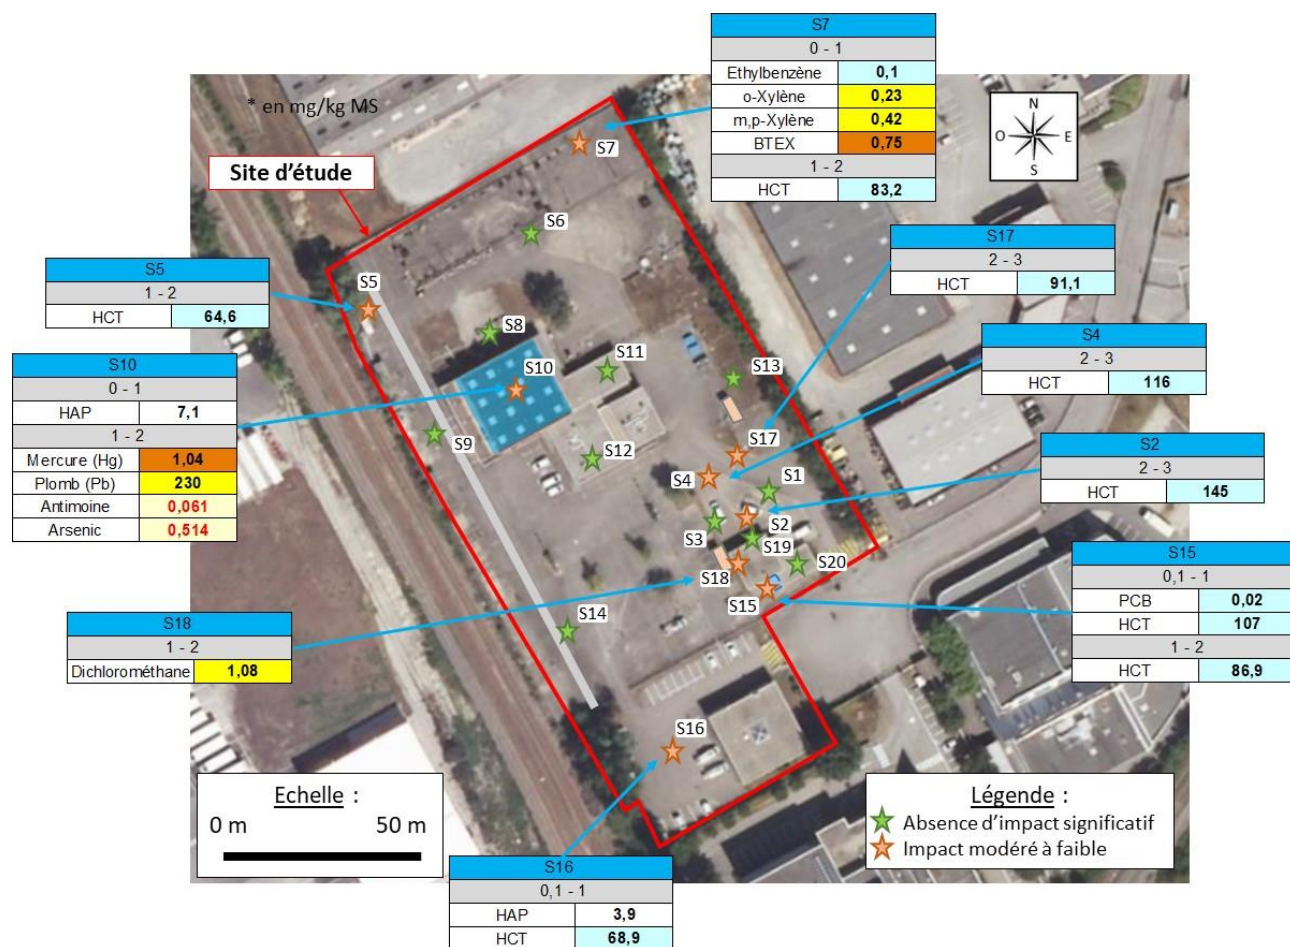 S7
0 - 1
Ethylbenzène 0,1
o-Xylène 0,23
m,p-Xylène 0,42
BTEX 0,75
1 - 2
HCT 83,2
* en mg/kg MS
N
O E
S
Site d'étude
S7
S6
S17
2 - 3
HCT 91,1
S5
1 - 2
HCT 64,6
S5
S8
S4
2 - 3
HCT 116
S10
0 - 1
HAP 7,1
1 - 2
Mercure (Hg) 1,04
Plomb (Pb) 230
Antimoine 0,061
Arsenic 0,514
S11
S10
S13
S9
S12
S17
S4
S1
S2
2 - 3
HCT 145
S2
S3
S19
S18
S20
S15
S15
0,1 - 1
PCB 0,02
HCT 107
1 - 2
HCT 86,9
S18
1 - 2
Dichlorométhane 1,08
S14
S16
Echelle :
0 m 50 m
Légende :
Absence d'impact significatif
Impact modéré à faible
S16
0,1 - 1
HAP 3,9
HCT 68,9